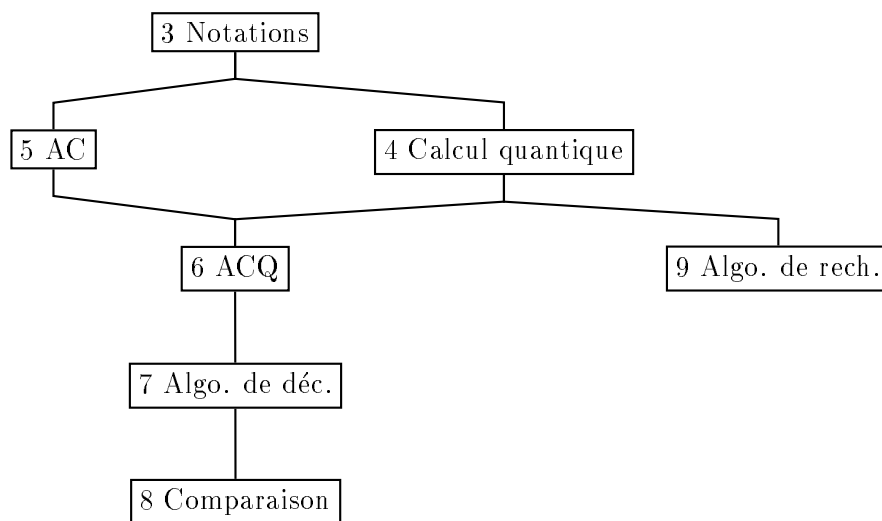 3 Notations
5 AC
4 Calcul quantique
6 ACQ
9 Algo. de rech.
7 Algo. de déc.
8 Comparaison